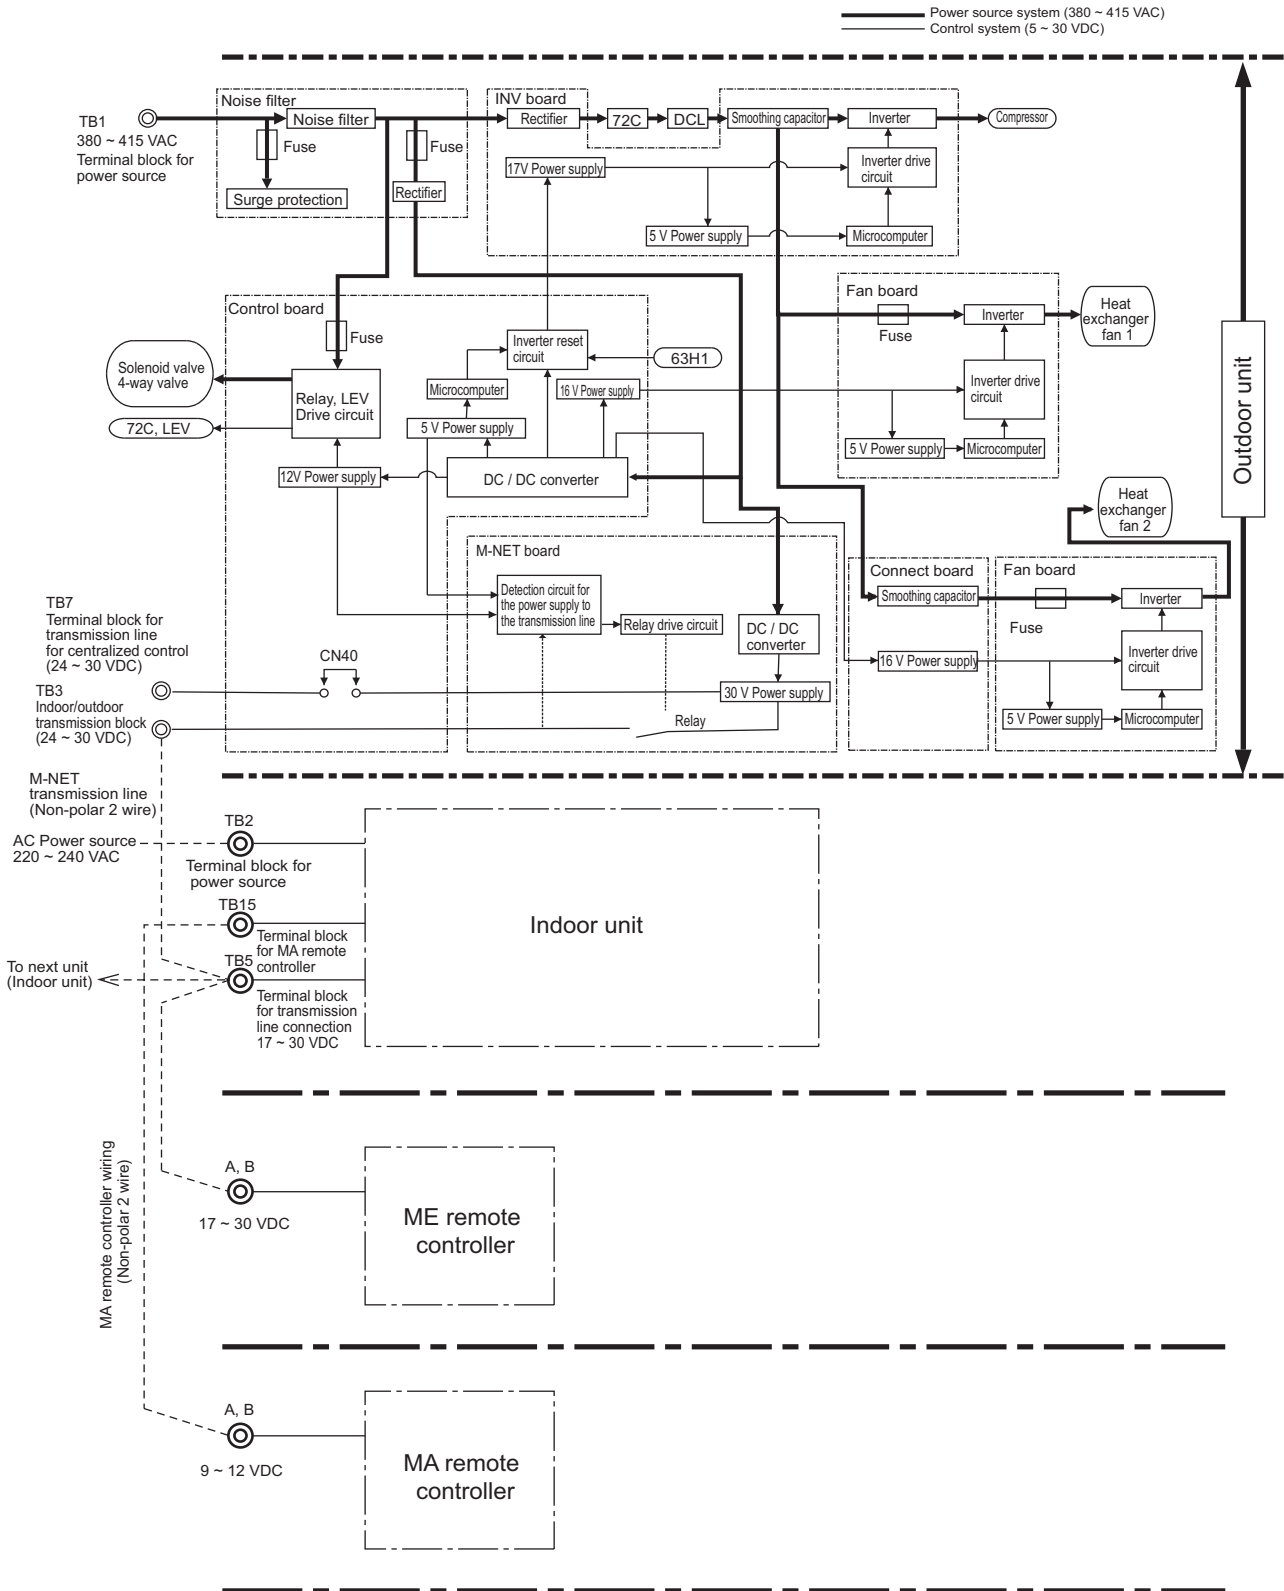 Power source system (380 ~ 415 VAC)
Control system (5 ~ 30 VDC)
Noise filter
INV board
TB1
380 ~ 415 VAC
Terminal block for
power source
Noise filter
Rectifier
72C
DCL
Smoothing capacitor
Inverter
Compressor
Fuse
Fuse
Surge protection
Rectifier
17V Power supply
Inverter drive
circuit
5 V Power supply
Microcomputer
Control board
Fuse
Solenoid valve
4-way valve
72C, LEV
Relay, LEV
Drive circuit
12V Power supply
Inverter reset
circuit
63H1
Microcomputer
16 V Power supply
5 V Power supply
DC / DC converter
Fan board
Fuse
Inverter
Heat
exchanger
fan 1
Inverter drive
circuit
5 V Power supply
Microcomputer
Outdoor unit
Heat
exchanger
fan 2
M-NET board
Detection circuit for
the power supply to
the transmission line
Relay drive circuit
DC / DC
converter
30 V Power supply
Relay
Connect board
Smoothing capacitor
16 V Power supply
Fan board
Fuse
Inverter
Inverter drive
circuit
5 V Power supply
Microcomputer
TB7
Terminal block for
transmission line
for centralized control
(24 ~ 30 VDC)
CN40
TB3
Indoor/outdoor
transmission block
(24 ~ 30 VDC)
M-NET
transmission line
(Non-polar 2 wire)
AC Power source
220 ~ 240 VAC
TB2
Terminal block for
power source
TB15
Terminal block
for MA remote
controller
To next unit
(Indoor unit)
TB5
Terminal block
for transmission
line connection
17 ~ 30 VDC
Indoor unit
MA remote controller wiring
(Non-polar 2 wire)
A, B
17 ~ 30 VDC
ME remote
controller
A, B
9 ~ 12 VDC
MA remote
controller